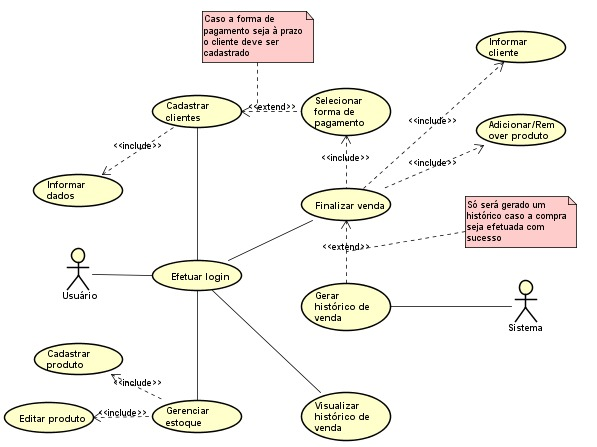 Caso a forma de
pagamento seja à prazo
o cliente deve ser
cadastrado
Informar
cliente
Cadastrar
clientes
<<extend>>
Selecionar
forma de
pagamento
<<include>>
Adicionar/Rem
over produto
<<include>>
<<include>>
<<include>>
Informar
dados
Finalizar venda
Só será gerado um
histórico caso a compra
seja efetuada com
sucesso
<<extend>>
Usuário
Efetuar login
Gerar
histórico de
venda
Sistema
Cadastrar
produto
<<include>>
Editar produto
<<include>>
Gerenciar
estoque
Visualizar
histórico de
venda